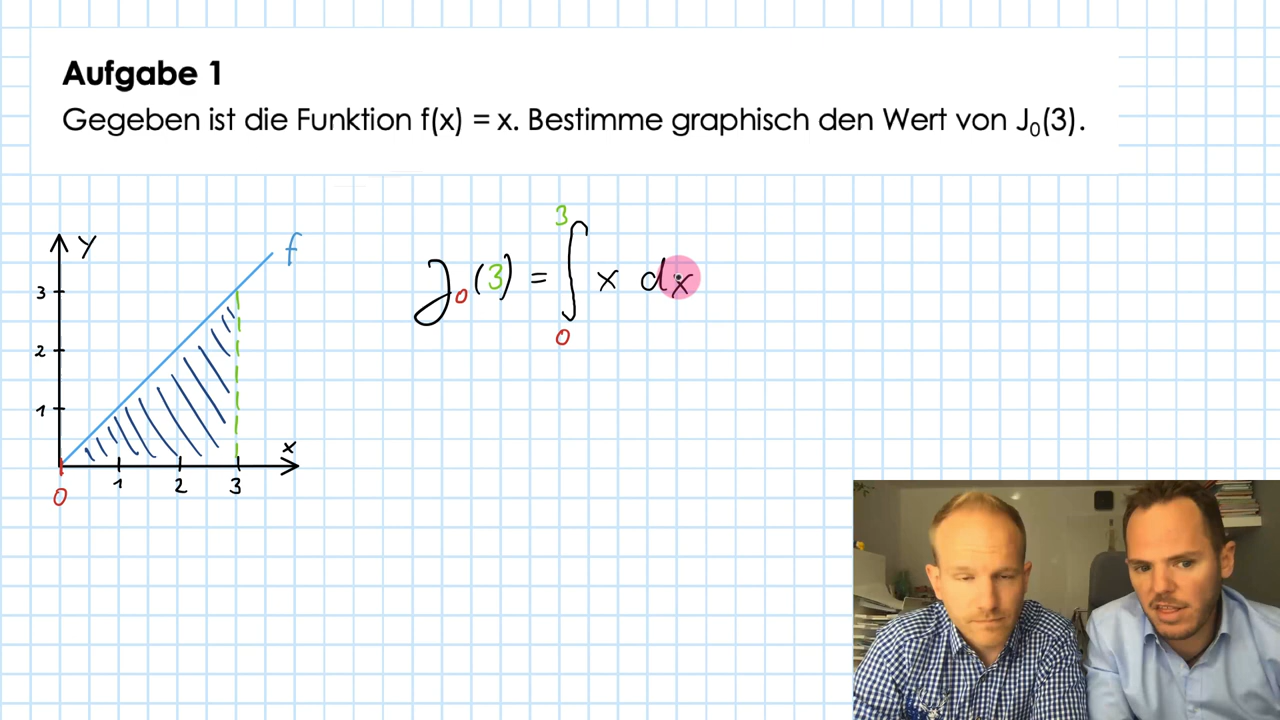 Aufgabe 1
Gegeben ist die Funktion f(x) = x. Bestimme graphisch den Wert von J₀(3).
y
f
3
2
1
x
0
1 2 3
J₀(3) = ∫₀³ x dx